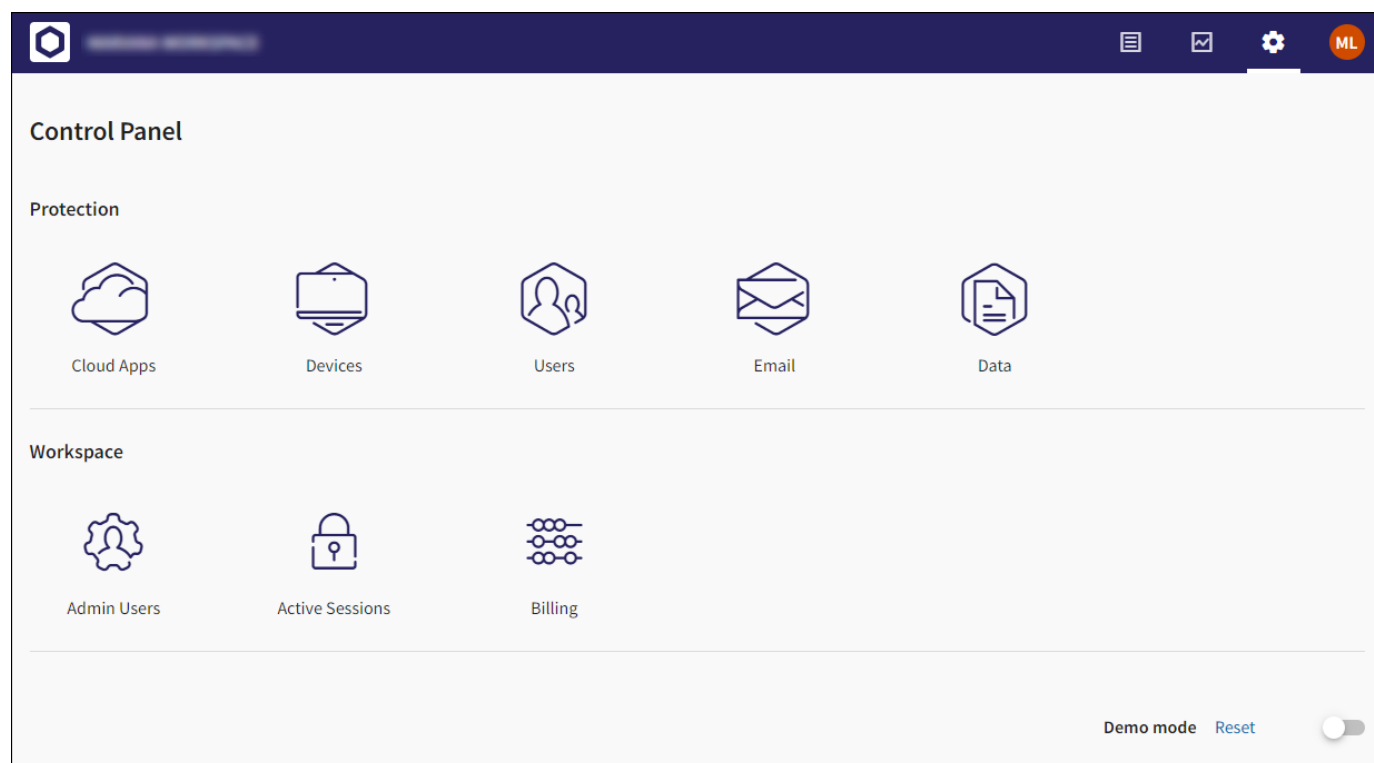 ML
Control Panel
Protection
Cloud Apps Devices Users Email Data
Workspace
Admin Users Active Sessions Billing
Demo mode Reset